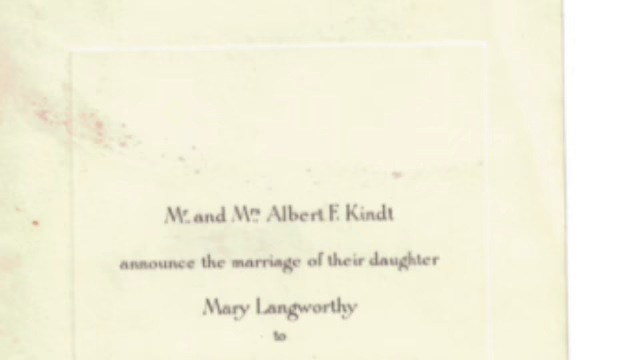 Mr. and Mrs. Albert F. Kindt
announce the marriage of their daughter
Mary Langworthy
to